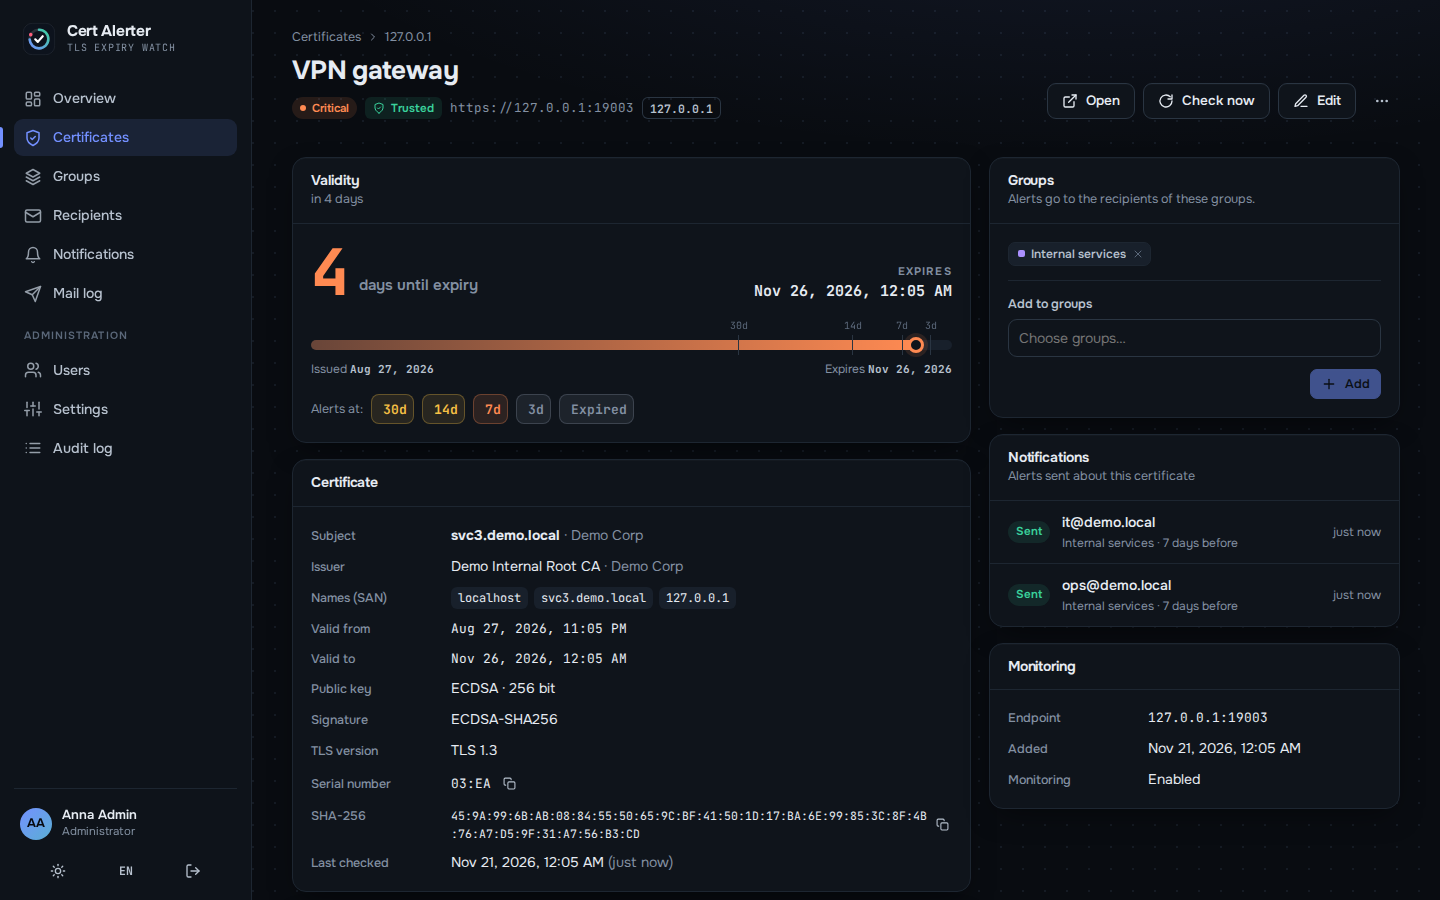 Cert Alerter
TLS EXPIRY WATCH
Overview
Certificates
Groups
Recipients
Notifications
Mail log
ADMINISTRATION
Users
Settings
Audit log
AA
Anna Admin
Administrator
EN
Certificates > 127.0.0.1
VPN gateway
Critical Trusted https://127.0.0.1:19003 127.0.0.1
Open Check now Edit ...
Validity
in 4 days
4 days until expiry
EXPIRES
Nov 26, 2026, 12:05 AM
30d 14d 7d 3d
Issued Aug 27, 2026 Expires Nov 26, 2026
Alerts at: 30d 14d 7d 3d Expired
Certificate
Subject svc3.demo.local · Demo Corp
Issuer Demo Internal Root CA · Demo Corp
Names (SAN) localhost svc3.demo.local 127.0.0.1
Valid from Aug 27, 2026, 11:05 PM
Valid to Nov 26, 2026, 12:05 AM
Public key ECDSA · 256 bit
Signature ECDSA-SHA256
TLS version TLS 1.3
Serial number 03:EA
SHA-256 45:9A:99:6B:AB:08:84:55:50:65:9C:BF:41:50:1D:17:BA:6E:99:85:3C:8F:4B
:76:A7:D5:9F:31:A7:56:B3:CD
Last checked Nov 21, 2026, 12:05 AM (just now)
Groups
Alerts go to the recipients of these groups.
Internal services ×
Add to groups
Choose groups...
+ Add
Notifications
Alerts sent about this certificate
Sent it@demo.local just now
Internal services · 7 days before
Sent ops@demo.local just now
Internal services · 7 days before
Monitoring
Endpoint 127.0.0.1:19003
Added Nov 21, 2026, 12:05 AM
Monitoring Enabled